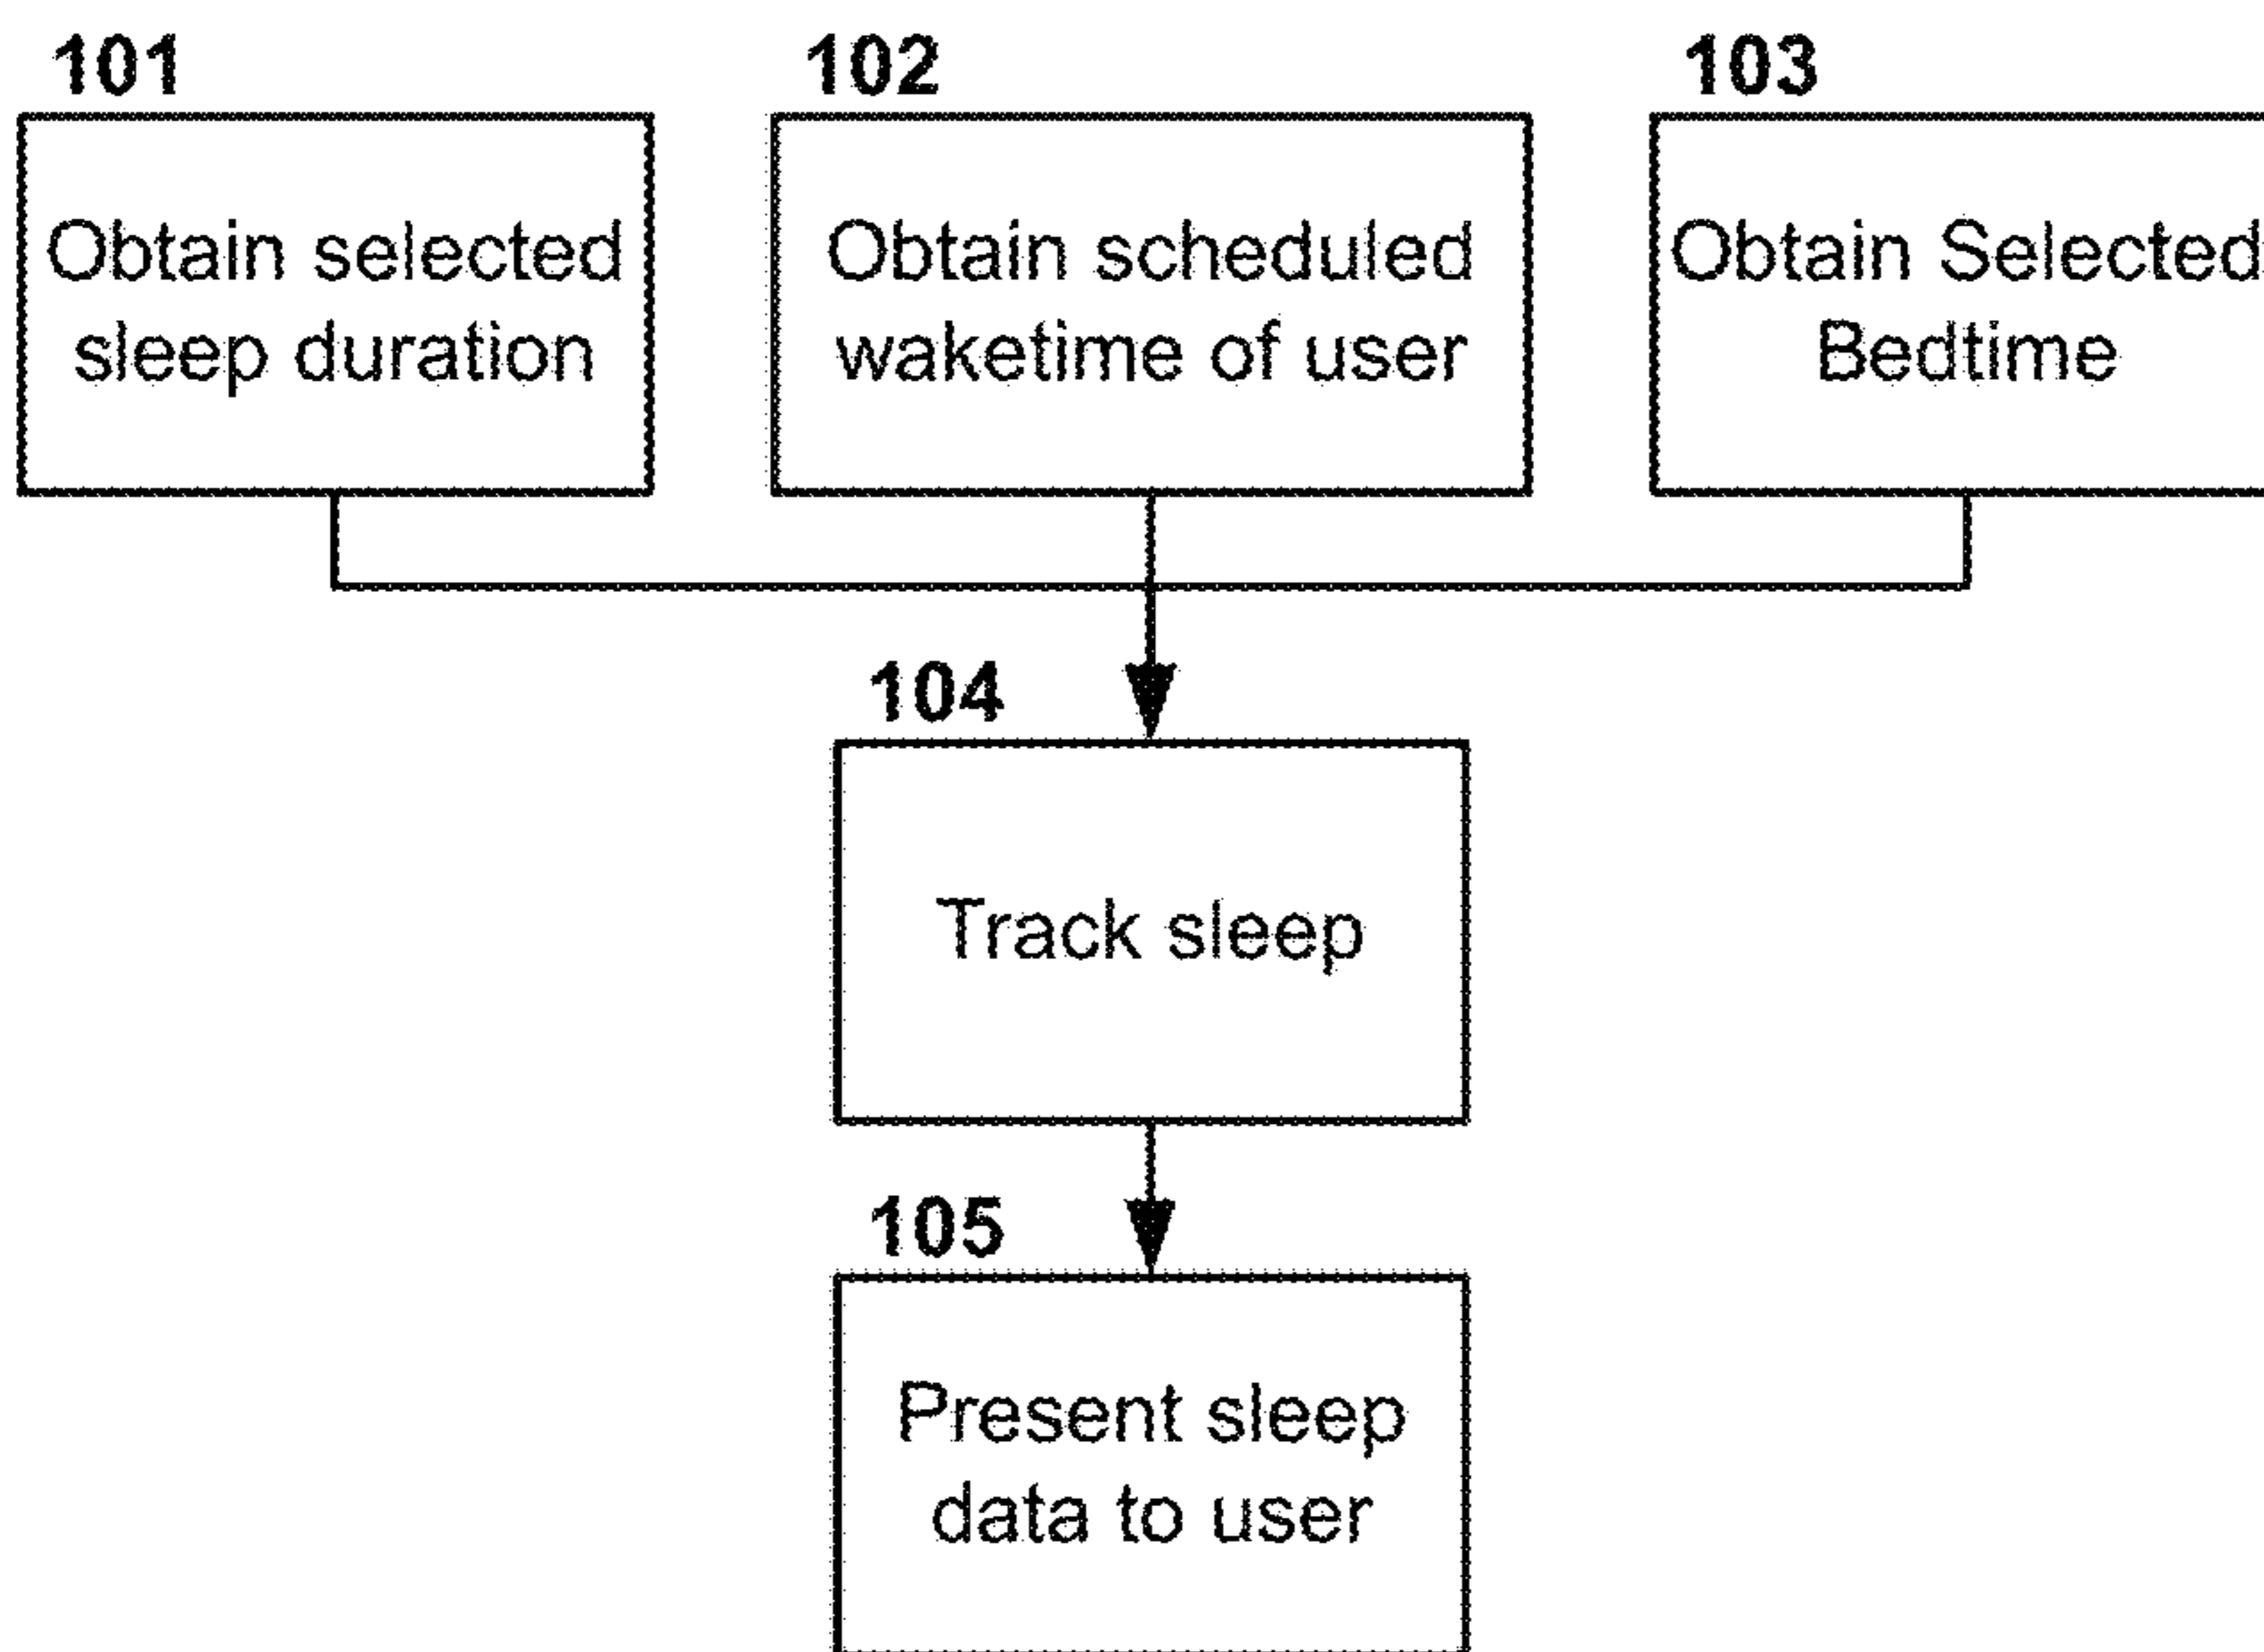 101
Obtain selected
sleep duration
102
Obtain scheduled
waketime of user
103
Obtain Selected
Bedtime
104
Track sleep
105
Present sleep
data to user